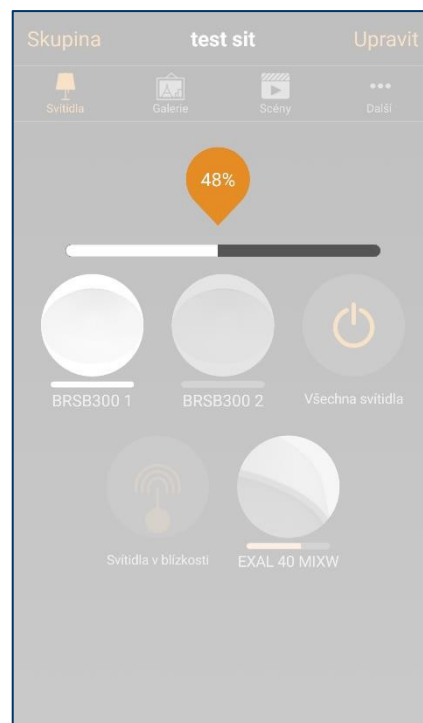 Skupina test sit Upravit
Svítidla Galerie Scény Další
48%
BRSB300 1 BRSB300 2 Všechna svítidla
Svítidla v blízkosti EXAL 40 MIXW